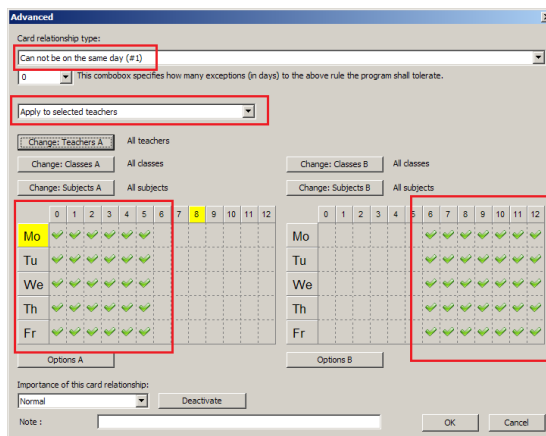 Advanced
Card relationship type:
Can not be on the same day (#1)
0 This combobox specifies how many exceptions (in days) to the above rule the program shall tolerate.
Apply to selected teachers
Change: Teachers A All teachers
Change: Classes A All classes Change: Classes B All classes
Change: Subjects A All subjects Change: Subjects B All subjects
0 1 2 3 4 5 6 7 8 9 10 11 12 0 1 2 3 4 5 6 7 8 9 10 11 12
Mo Mo
Tu Tu
We We
Th Th
Fr Fr
Options A Options B
Importance of this card relationship:
Normal Deactivate
Note : OK Cancel